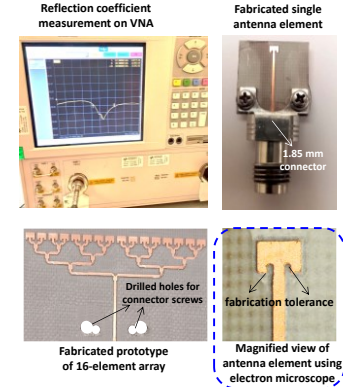 Reflection coefficient
measurement on VNA
Fabricated single
antenna element
1.85 mm
connector
Drilled holes for
connector screws
fabrication tolerance
Fabricated prototype
of 16-element array
Magnified view of
antenna element using
electron microscope